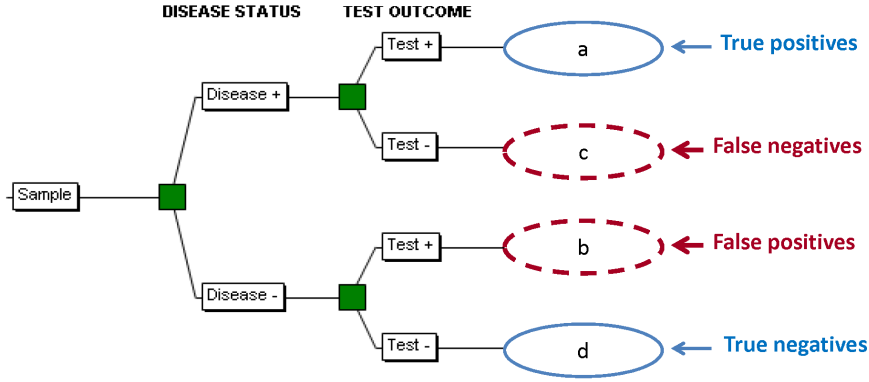 DISEASE STATUS TEST OUTCOME
Test +
a
True positives
Disease +
Test -
c
False negatives
Sample
Test +
b
False positives
Disease -
Test -
d
True negatives